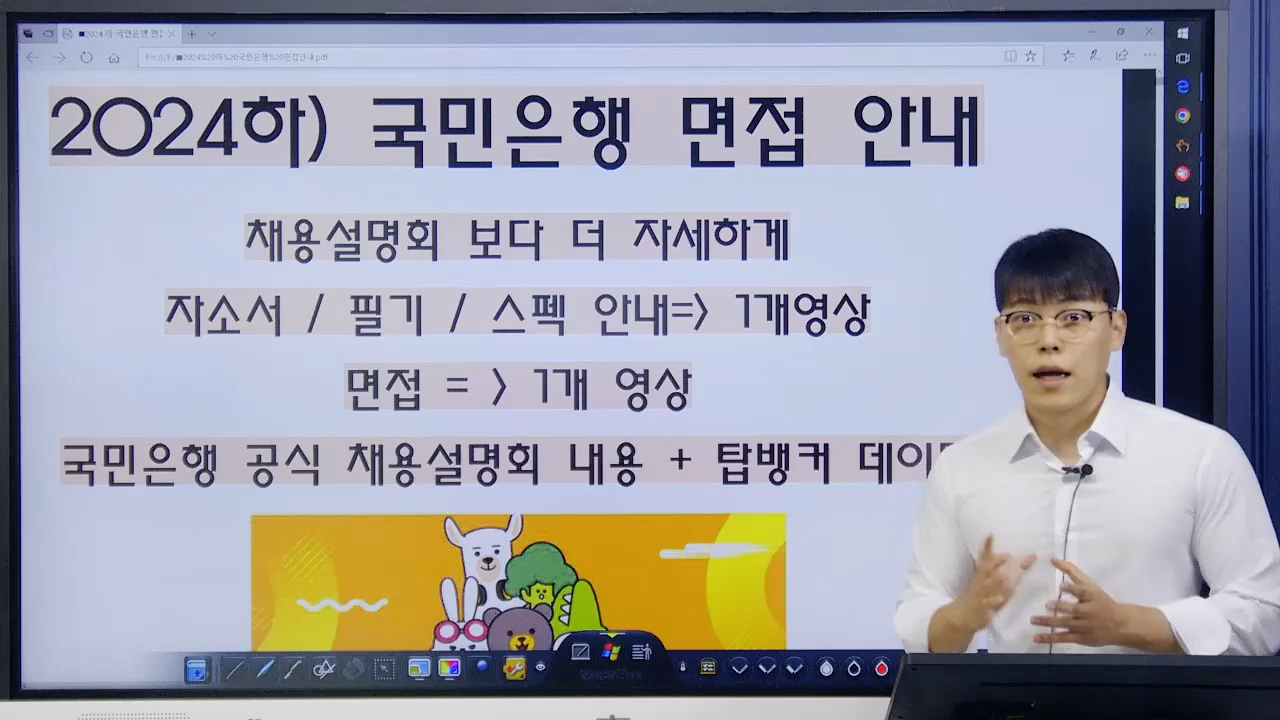 2024하) 국민은행 면접 안내
채용설명회 보다 더 자세하게
자소서 / 필기 / 스펙 안내=> 1개영상
면접 = > 1개 영상
국민은행 공식 채용설명회 내용 + 탑뱅커